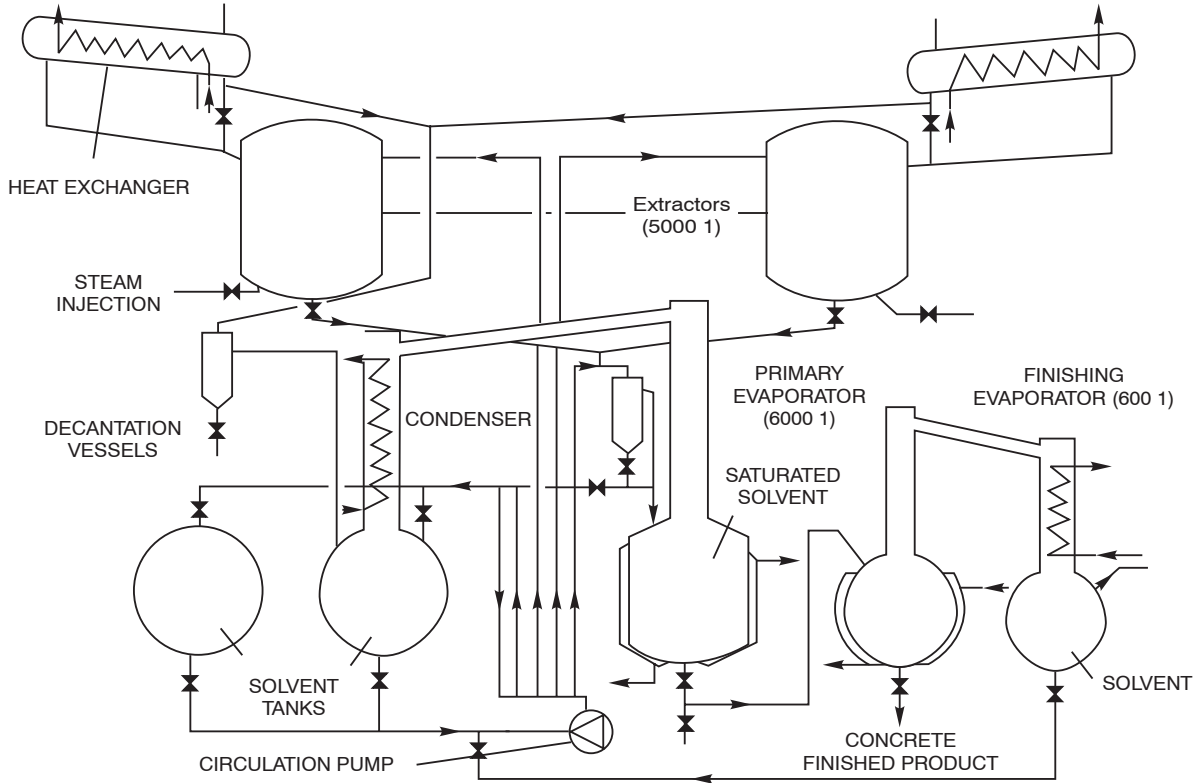 HEAT EXCHANGER
Extractors
(5000 1)
STEAM
INJECTION
DECANTATION
VESSELS
CONDENSER
PRIMARY
EVAPORATOR
(6000 1)
FINISHING
EVAPORATOR (600 1)
SATURATED
SOLVENT
SOLVENT
TANKS
SOLVENT
CIRCULATION PUMP
CONCRETE
FINISHED PRODUCT